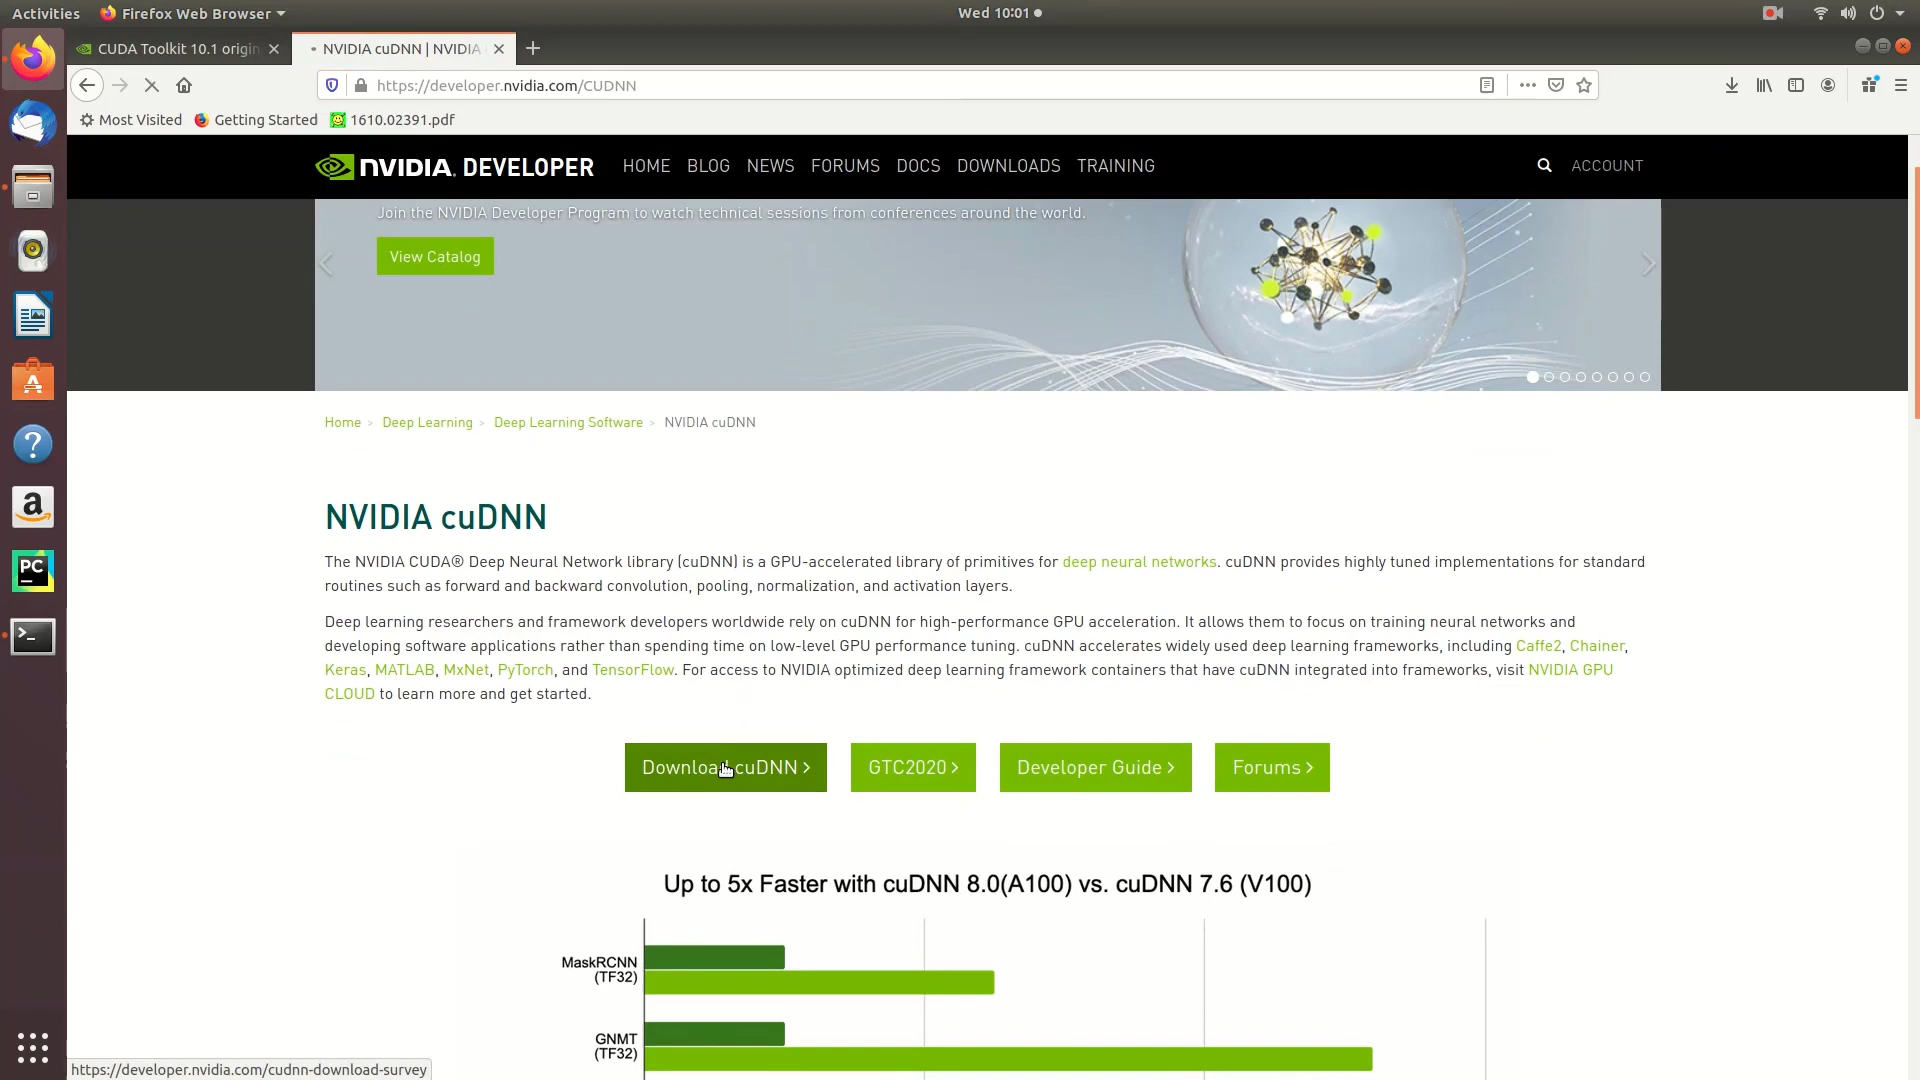 Activities
Firefox Web Browser
Wed 10:01
CUDA Toolkit 10.1 origin
NVIDIA cuDNN | NVIDIA
https://developer.nvidia.com/CUDNN
Most Visited
Getting Started
1610.02391.pdf
NVIDIA. DEVELOPER
HOME BLOG NEWS FORUMS DOCS DOWNLOADS TRAINING
ACCOUNT
Join the NVIDIA Developer Program to watch technical sessions from conferences around the world.
View Catalog
Home > Deep Learning > Deep Learning Software > NVIDIA cuDNN
NVIDIA cuDNN
The NVIDIA CUDA® Deep Neural Network library (cuDNN) is a GPU-accelerated library of primitives for deep neural networks. cuDNN provides highly tuned implementations for standard
routines such as forward and backward convolution, pooling, normalization, and activation layers.
Deep learning researchers and framework developers worldwide rely on cuDNN for high-performance GPU acceleration. It allows them to focus on training neural networks and
developing software applications rather than spending time on low-level GPU performance tuning. cuDNN accelerates widely used deep learning frameworks, including Caffe2, Chainer,
Keras, MATLAB, MxNet, PyTorch, and TensorFlow. For access to NVIDIA optimized deep learning framework containers that have cuDNN integrated into frameworks, visit NVIDIA GPU
CLOUD to learn more and get started.
Download cuDNN >
GTC2020 >
Developer Guide >
Forums >
Up to 5x Faster with cuDNN 8.0(A100) vs. cuDNN 7.6 (V100)
MaskRCNN
(TF32)
GNMT
(TF32)
https://developer.nvidia.com/cudnn-download-survey
PC